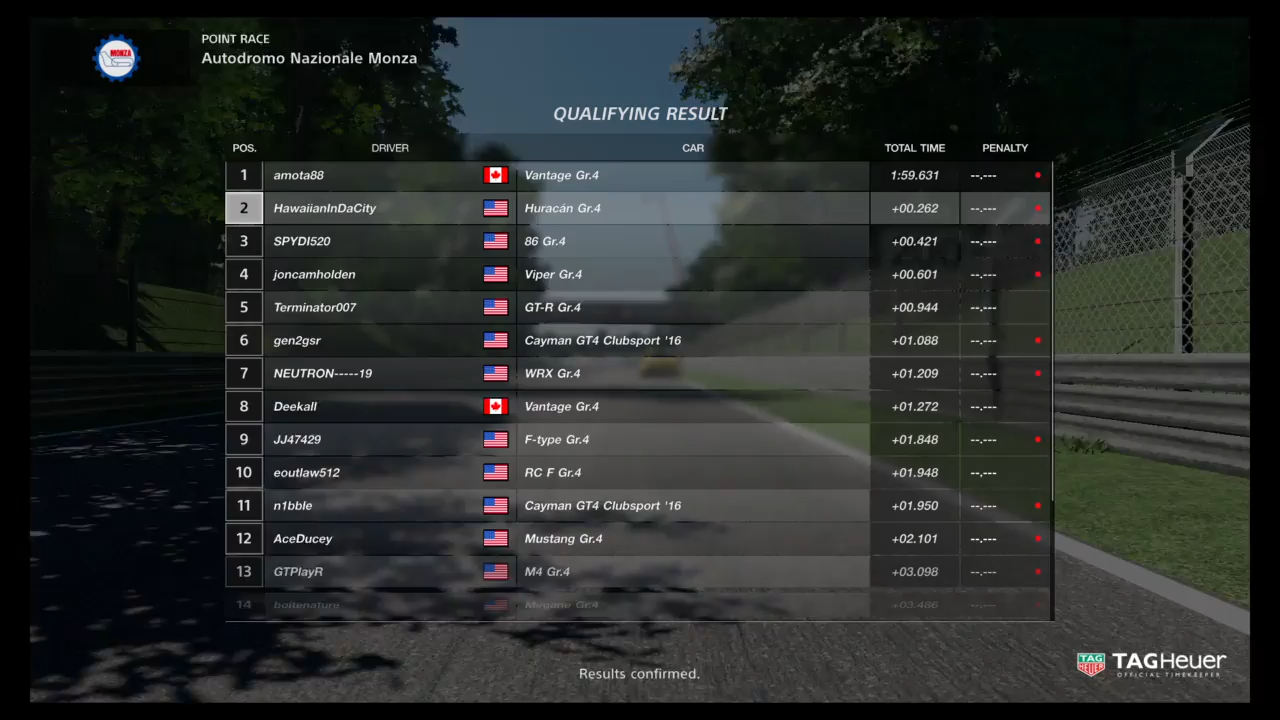 MONZA
POINT RACE
Autodromo Nazionale Monza
QUALIFYING RESULT
POS. DRIVER CAR TOTAL TIME PENALTY
1 amota88 Vantage Gr.4 1:59.631 --.---
2 HawaiianInDaCity Huracán Gr.4 +00.262 --.---
3 SPYDI520 86 Gr.4 +00.421 --.---
4 joncamholden Viper Gr.4 +00.601 --.---
5 Terminator007 GT-R Gr.4 +00.944 --.---
6 gen2gsr Cayman GT4 Clubsport '16 +01.088 --.---
7 NEUTRON-----19 WRX Gr.4 +01.209 --.---
8 Deekall Vantage Gr.4 +01.272 --.---
9 JJ47429 F-type Gr.4 +01.848 --.---
10 eoutlaw512 RC F Gr.4 +01.948 --.---
11 n1bble Cayman GT4 Clubsport '16 +01.950 --.---
12 AceDucey Mustang Gr.4 +02.101 --.---
13 GTPlayR M4 Gr.4 +03.098 --.---
14 Mégane Gr.4 +03.486 --.---
Results confirmed.
TAG HEUER TAGHeuer
OFFICIAL TIMEKEEPER